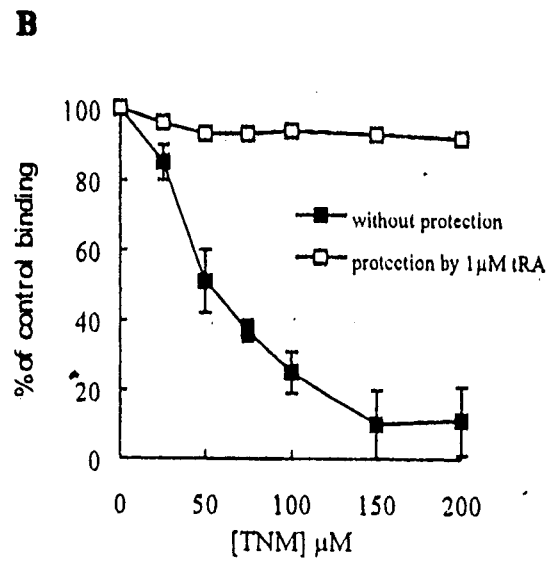 B
% of control binding
100
80
60
40
20
0
without protection
protection by 1μM tRA
0 50 100 150 200
[TNM] μM